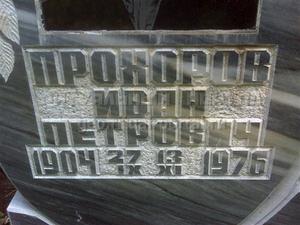 ПРОХОРОВ
ИВАН
ПЕТРОВИЧ
1904 27 13 1976
IX XI